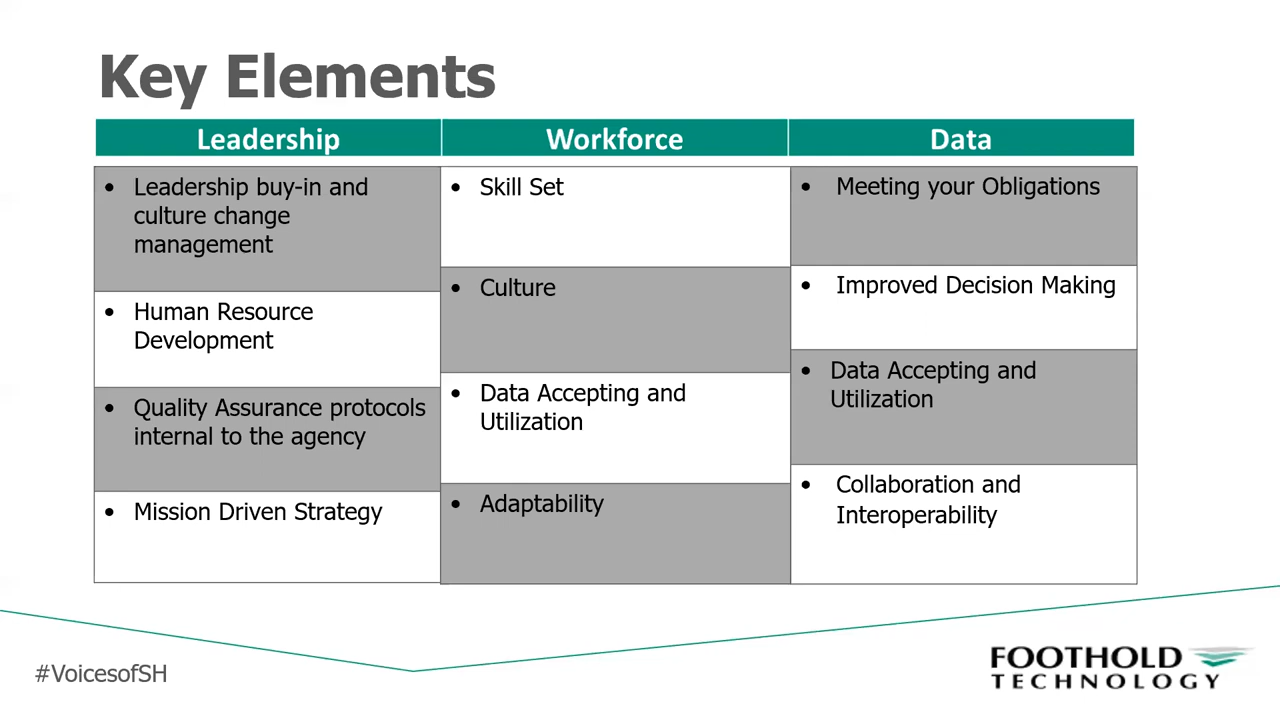 Key Elements
Leadership
Workforce
Data
• Leadership buy-in and
culture change
management
• Human Resource
Development
• Quality Assurance protocols
internal to the agency
• Mission Driven Strategy
• Skill Set
• Culture
• Data Accepting and
Utilization
• Adaptability
• Meeting your Obligations
• Improved Decision Making
• Data Accepting and
Utilization
• Collaboration and
Interoperability
#VoicesofSH
FOOTHOLD
TECHNOLOGY